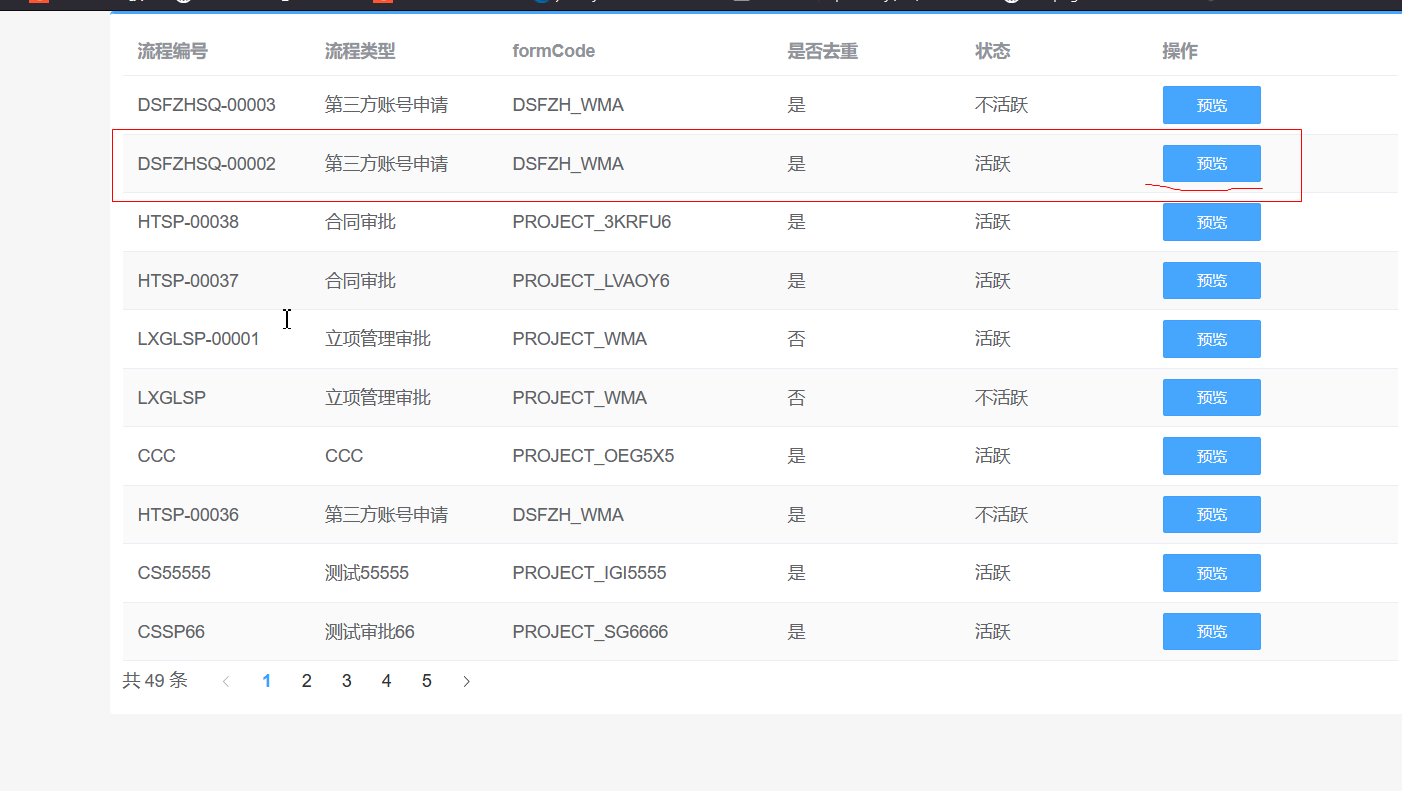 流程编号 流程类型 formCode 是否去重 状态 操作
DSFZHSQ-00003 第三方账号申请 DSFZH_WMA 是 不活跃 预览
DSFZHSQ-00002 第三方账号申请 DSFZH_WMA 是 活跃 预览
HTSP-00038 合同审批 PROJECT_3KRFU6 是 活跃 预览
HTSP-00037 合同审批 PROJECT_LVAOY6 是 活跃 预览
LXGLSP-00001 立项管理审批 PROJECT_WMA 否 活跃 预览
LXGLSP 立项管理审批 PROJECT_WMA 否 不活跃 预览
CCC CCC PROJECT_OEG5X5 是 活跃 预览
HTSP-00036 第三方账号申请 DSFZH_WMA 是 不活跃 预览
CS55555 测试55555 PROJECT_IGI5555 是 活跃 预览
CSSP66 测试审批66 PROJECT_SG6666 是 活跃 预览
共 49 条 < 1 2 3 4 5 >